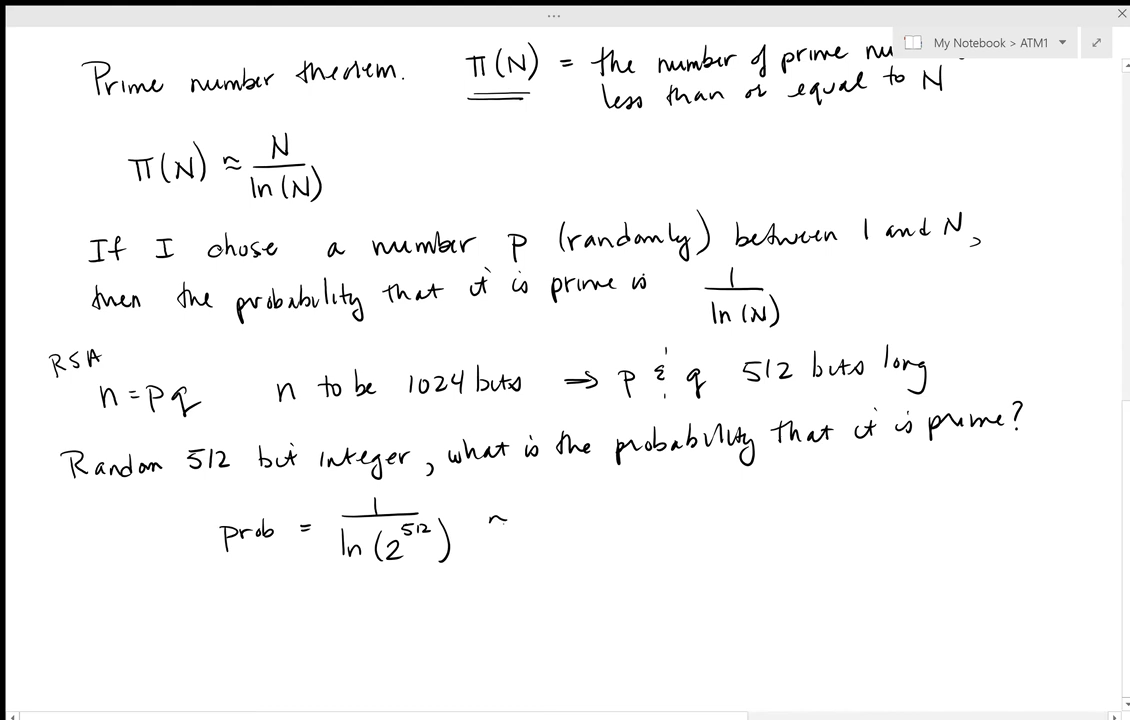 My Notebook > ATM1
Prime number theorem. π(N) = the number of prime nu
less than or equal to N
π(N) ≈ N / ln(N)
If I chose a number p (randomly) between 1 and N,
then the probability that it is prime is 1 / ln(N)
RSA
n = pq n to be 1024 bits ⇒ p & q 512 bits long
Random 512 bit integer, what is the probability that it is prime?
prob = 1 / ln(2^512) ~